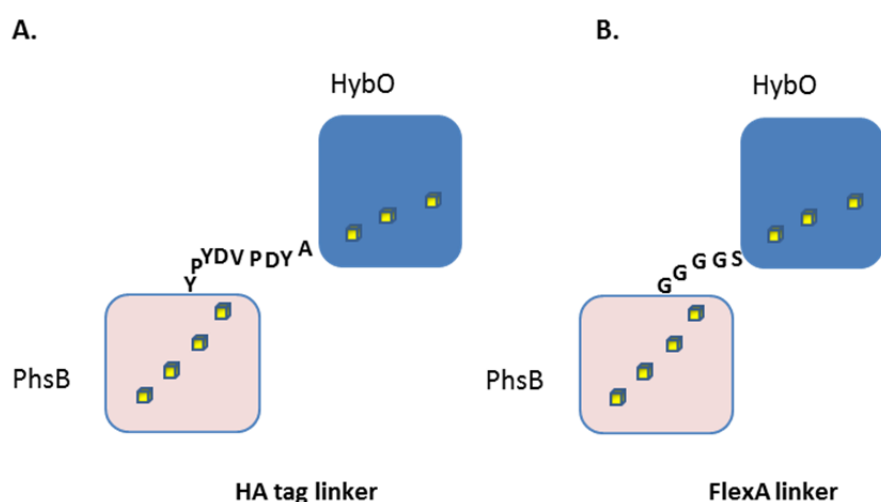 A.
B.
HybO
HybO
YPYDVPDYA
GGGGS
PhsB
PhsB
HA tag linker
FlexA linker